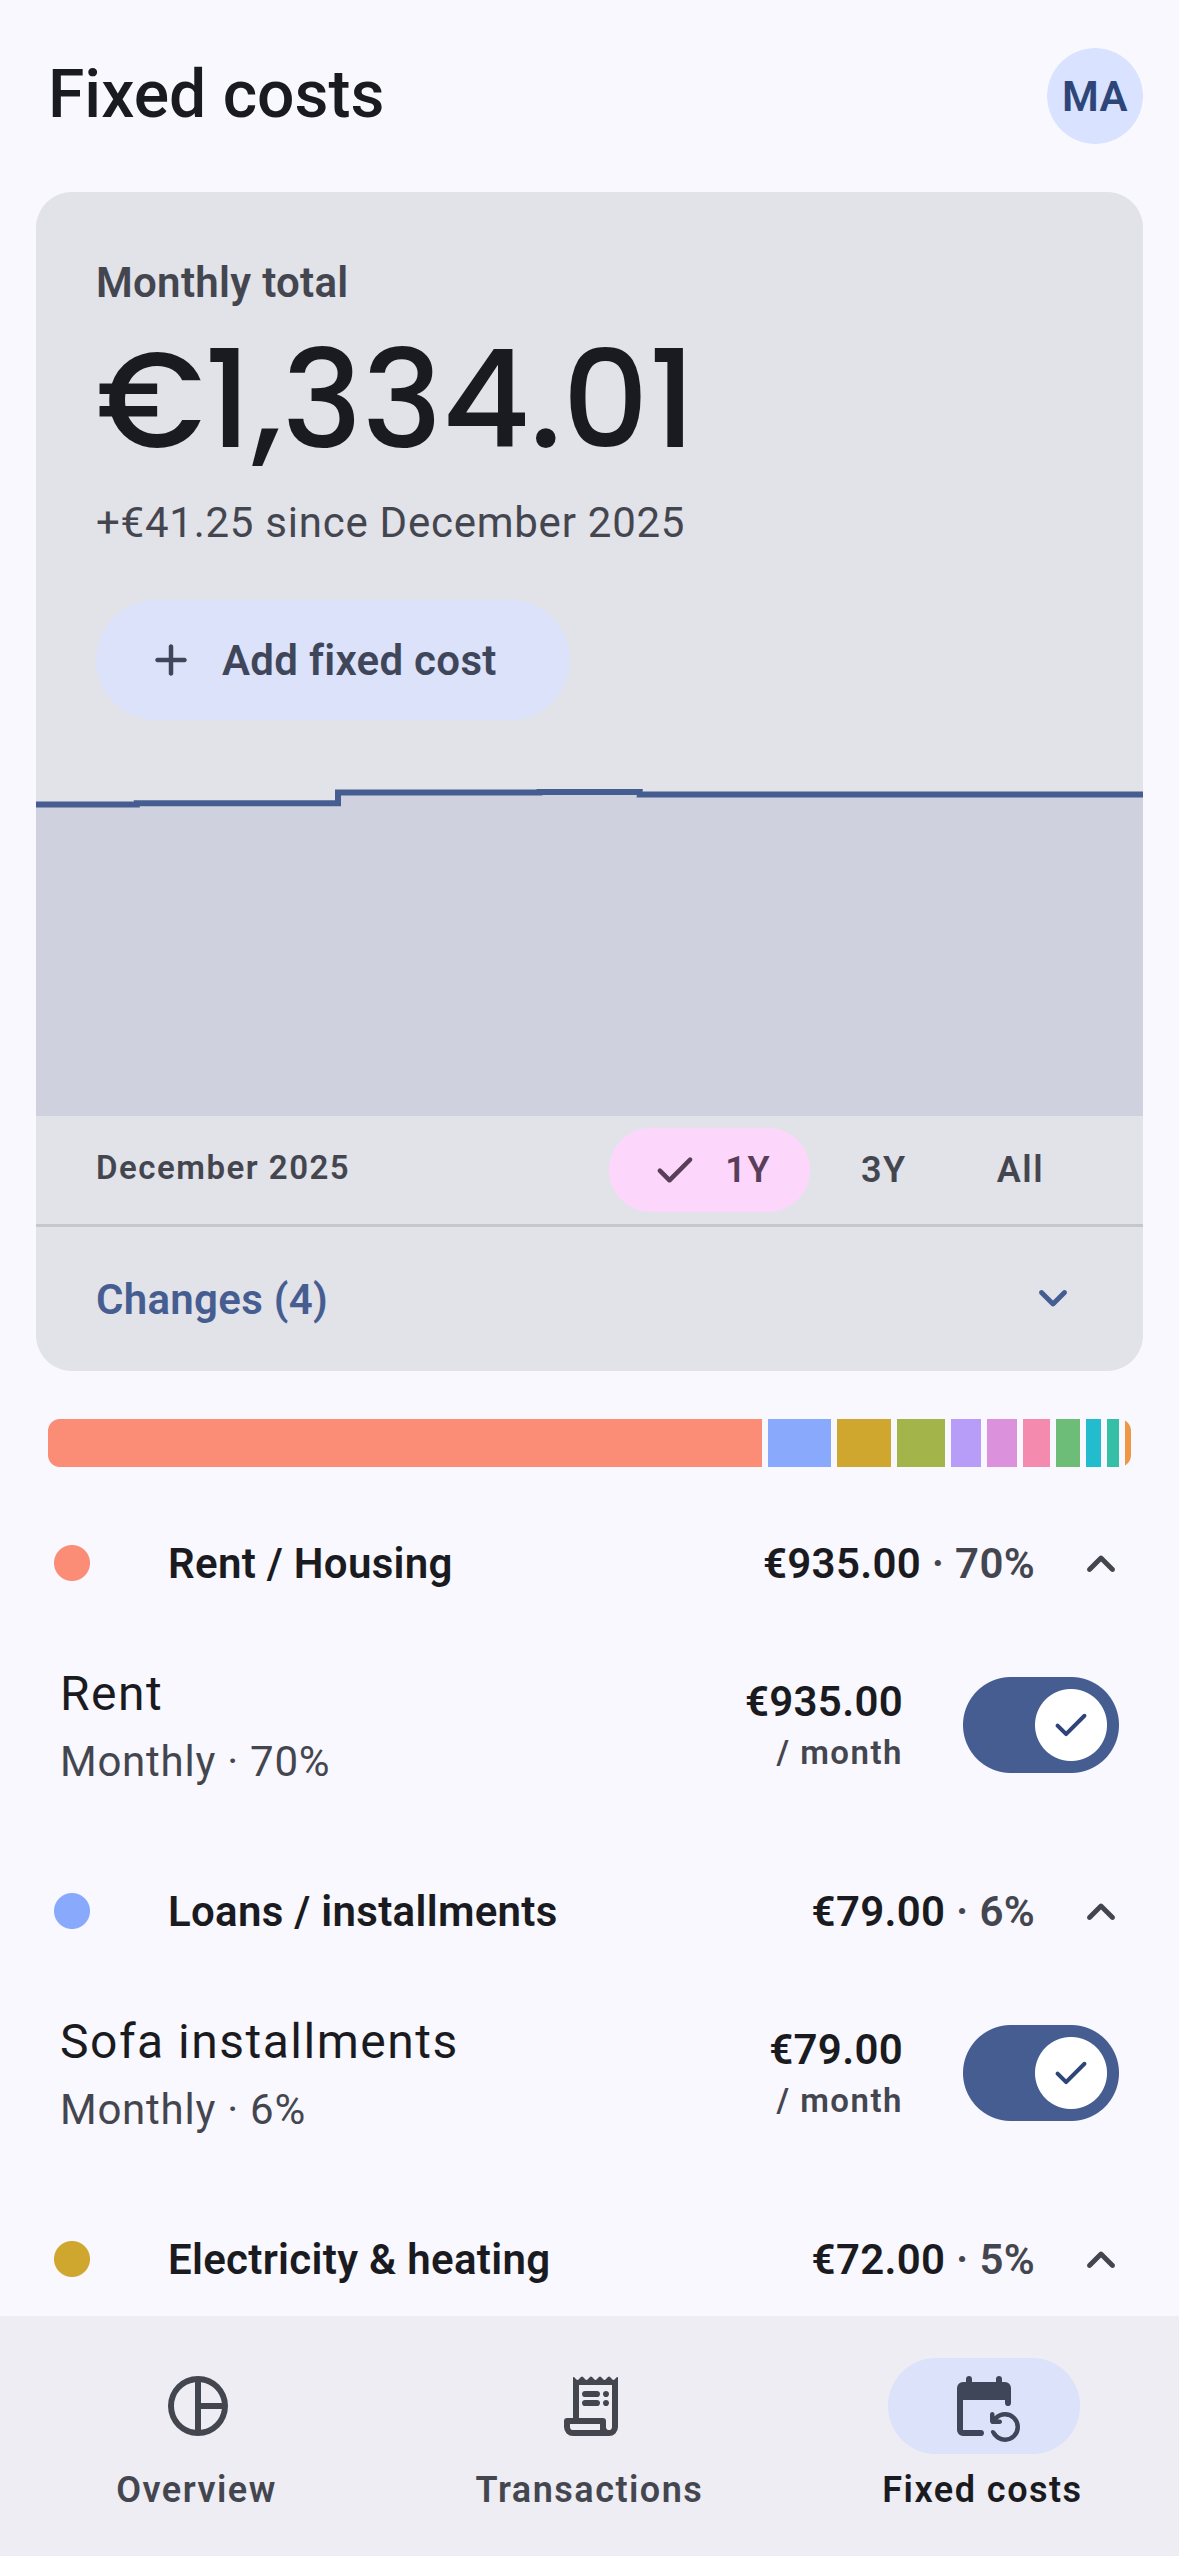 Fixed costs
MA
Monthly total
€1,334.01
+€41.25 since December 2025
Add fixed cost
December 2025
1Y
3Y
All
Changes (4)
Rent / Housing
€935.00 · 70%
Rent
€935.00
Monthly · 70%
/ month
Loans / installments
€79.00 · 6%
Sofa installments
€79.00
Monthly · 6%
/ month
Electricity & heating
€72.00 · 5%
Overview
Transactions
Fixed costs